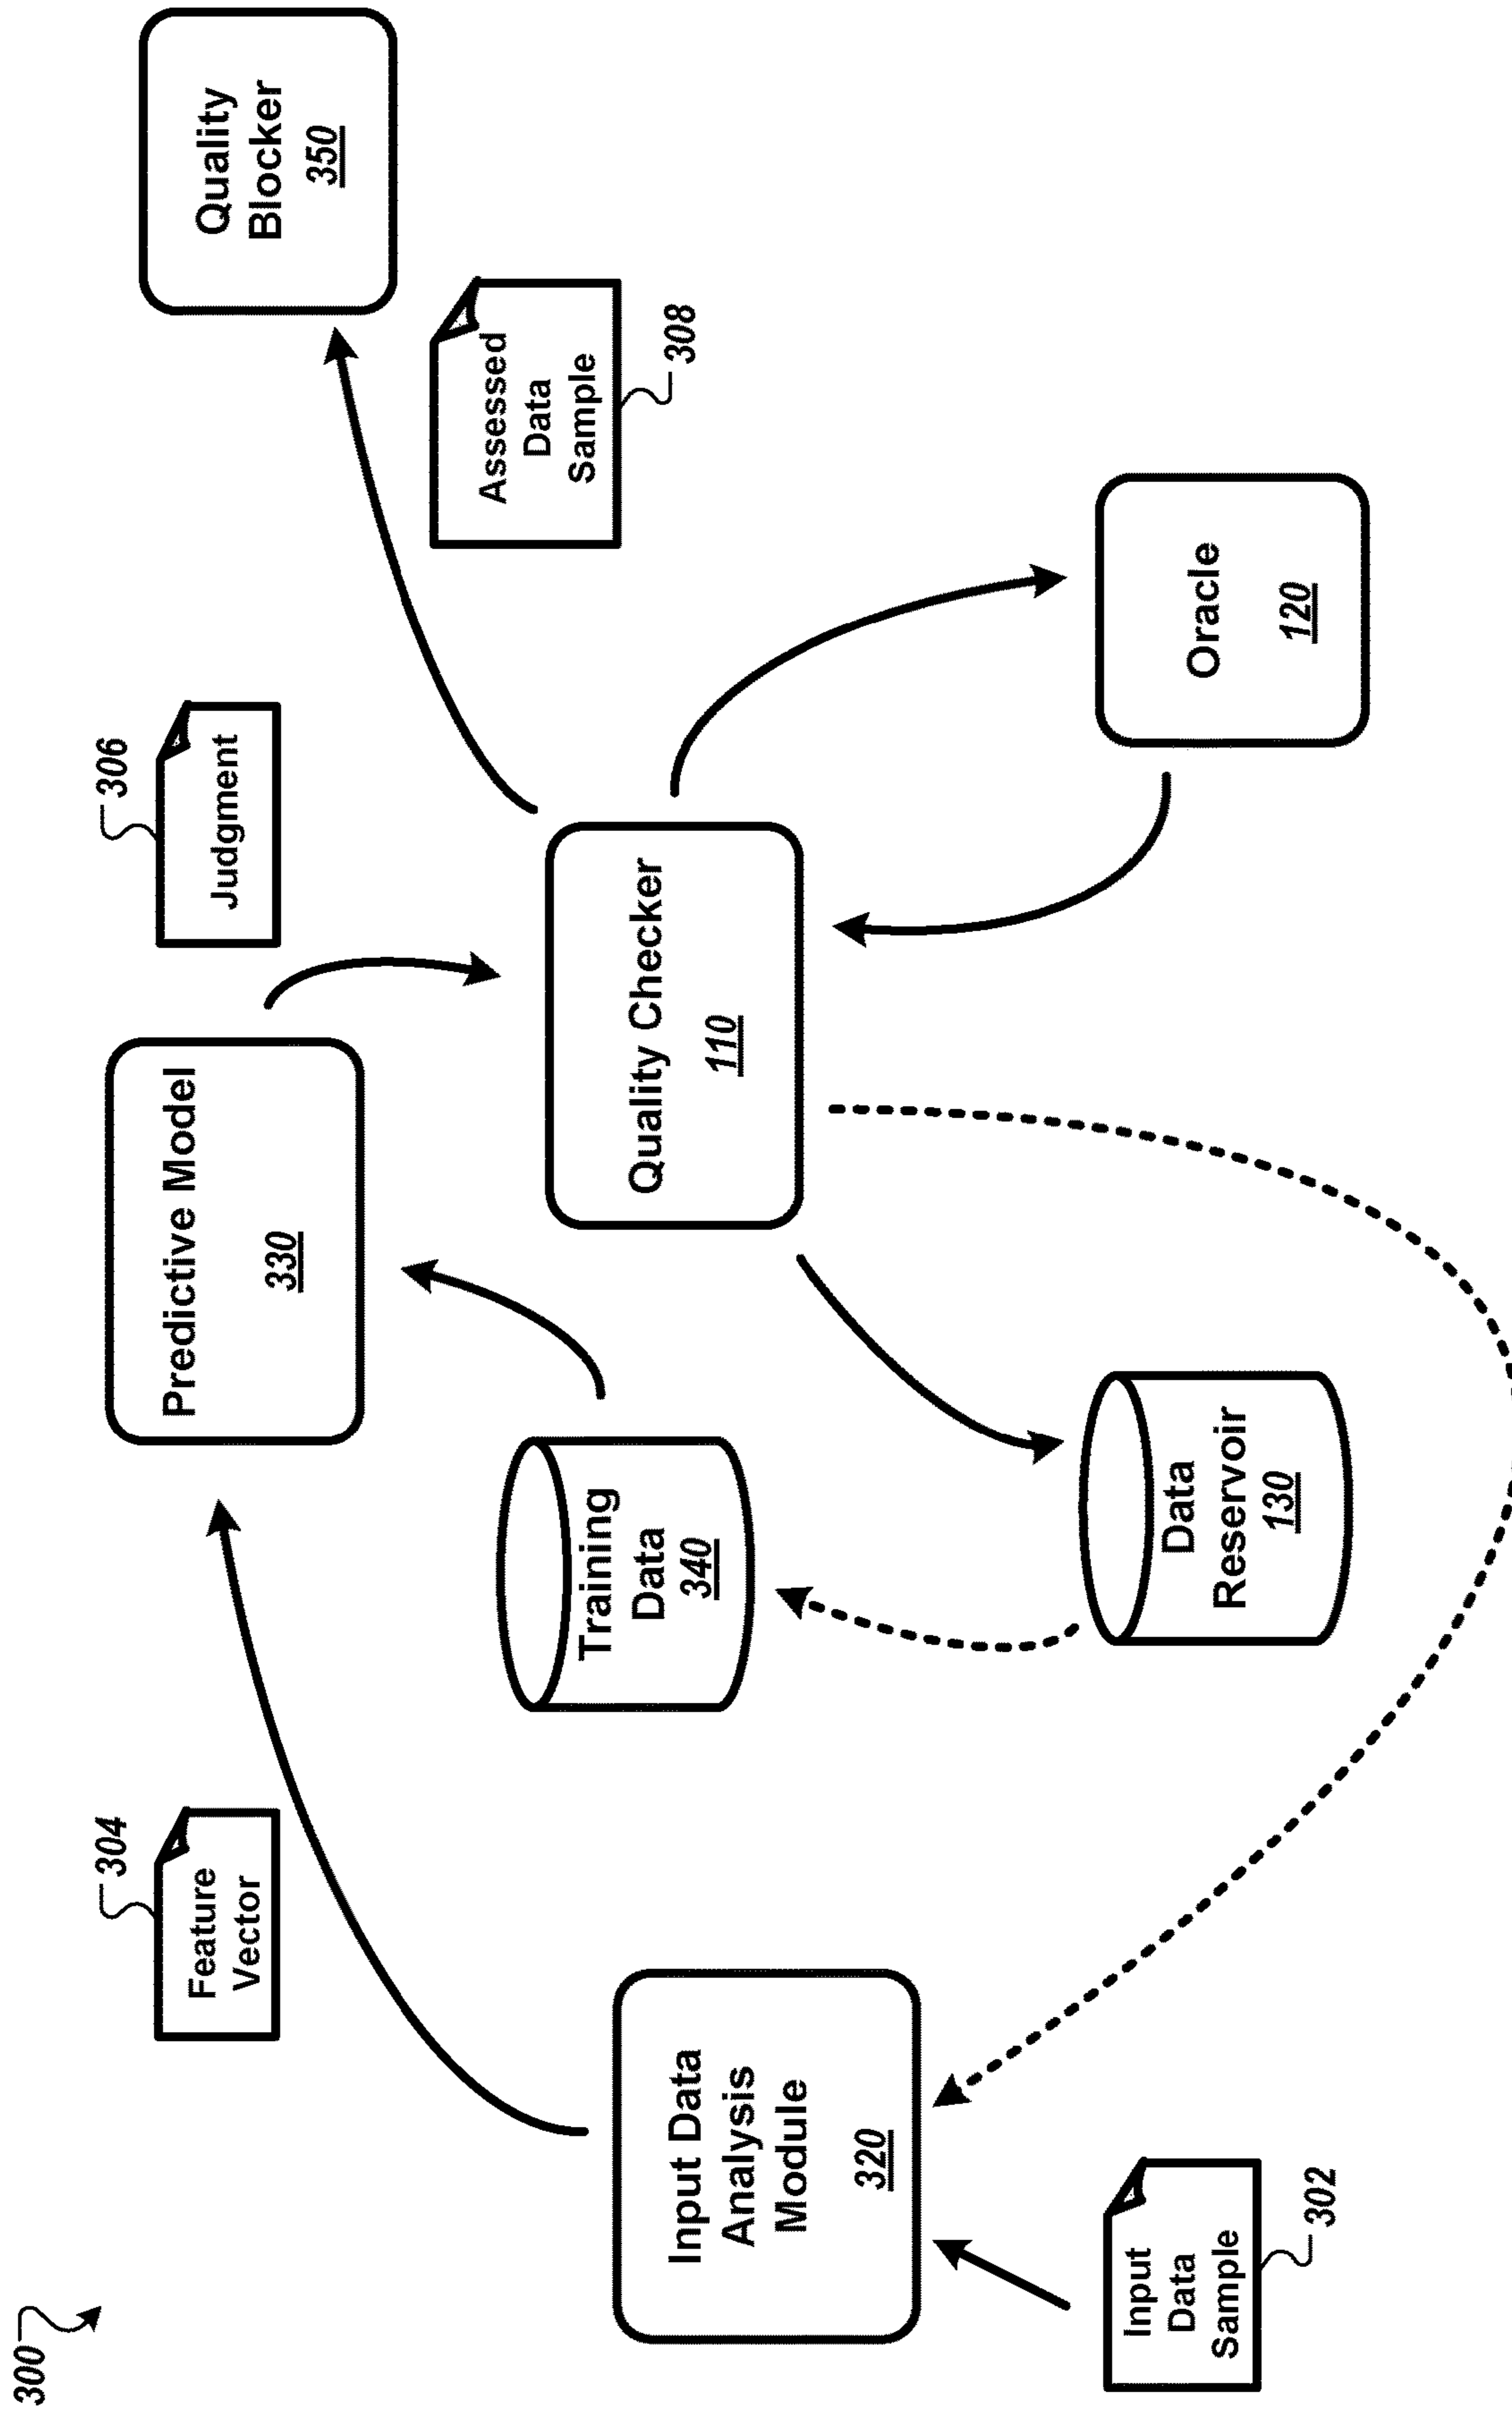 300
304
Feature
Vector
306
Judgment
Predictive Model
330
Quality
Blocker
350
Assessed
Data
Sample
308
Training
Data
340
Quality Checker
110
Input Data
Analysis
Module
320
Input
Data
Sample
302
Data
Reservoir
130
Oracle
120